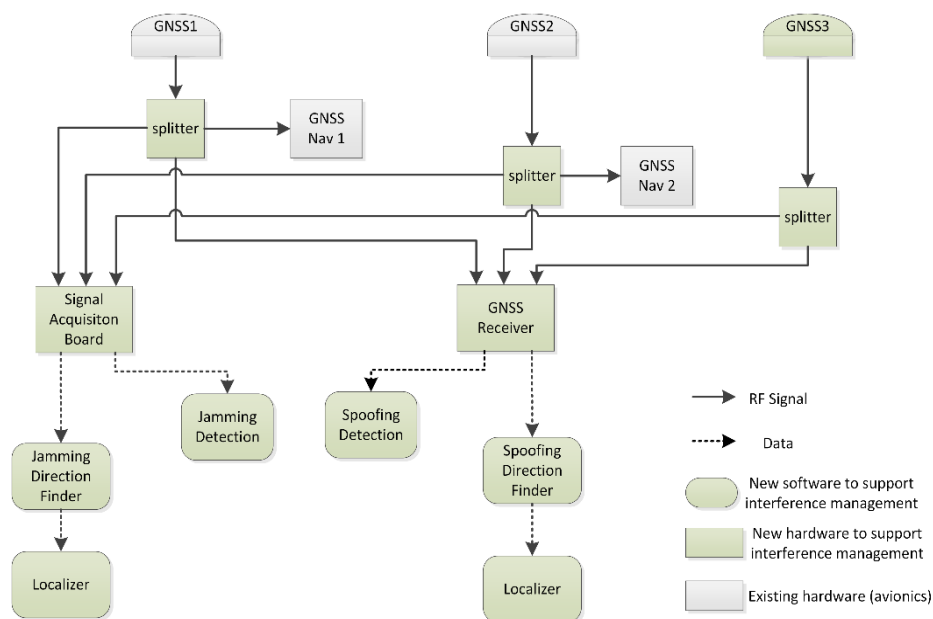 GNSS1
GNSS2
GNSS3
splitter
GNSS
Nav 1
splitter
GNSS
Nav 2
splitter
Signal
Acquisiton
Board
GNSS
Receiver
Jamming
Detection
Spoofing
Detection
Jamming
Direction
Finder
Spoofing
Direction
Finder
Localizer
Localizer
RF Signal
Data
New software to support
interference management
New hardware to support
interference management
Existing hardware (avionics)